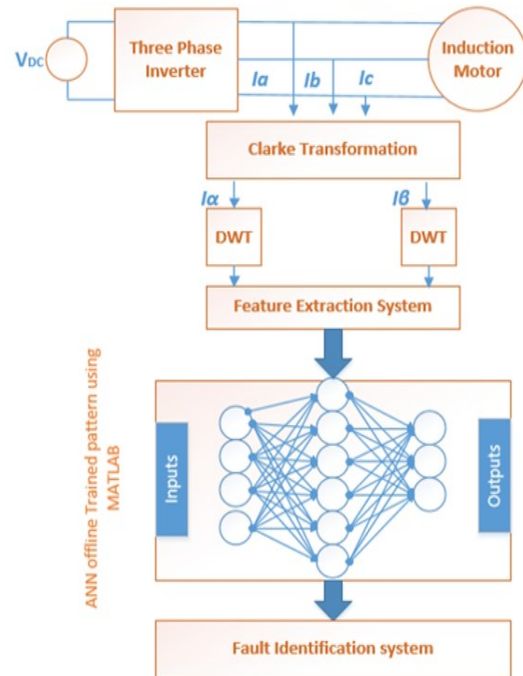 VDC
Three Phase
Inverter
Induction
Motor
Ia
Ib
Ic
Clarke Transformation
Iα
Iβ
DWT
DWT
Feature Extraction System
ANN offline Trained pattern using
MATLAB
Inputs
Outputs
Fault Identification system